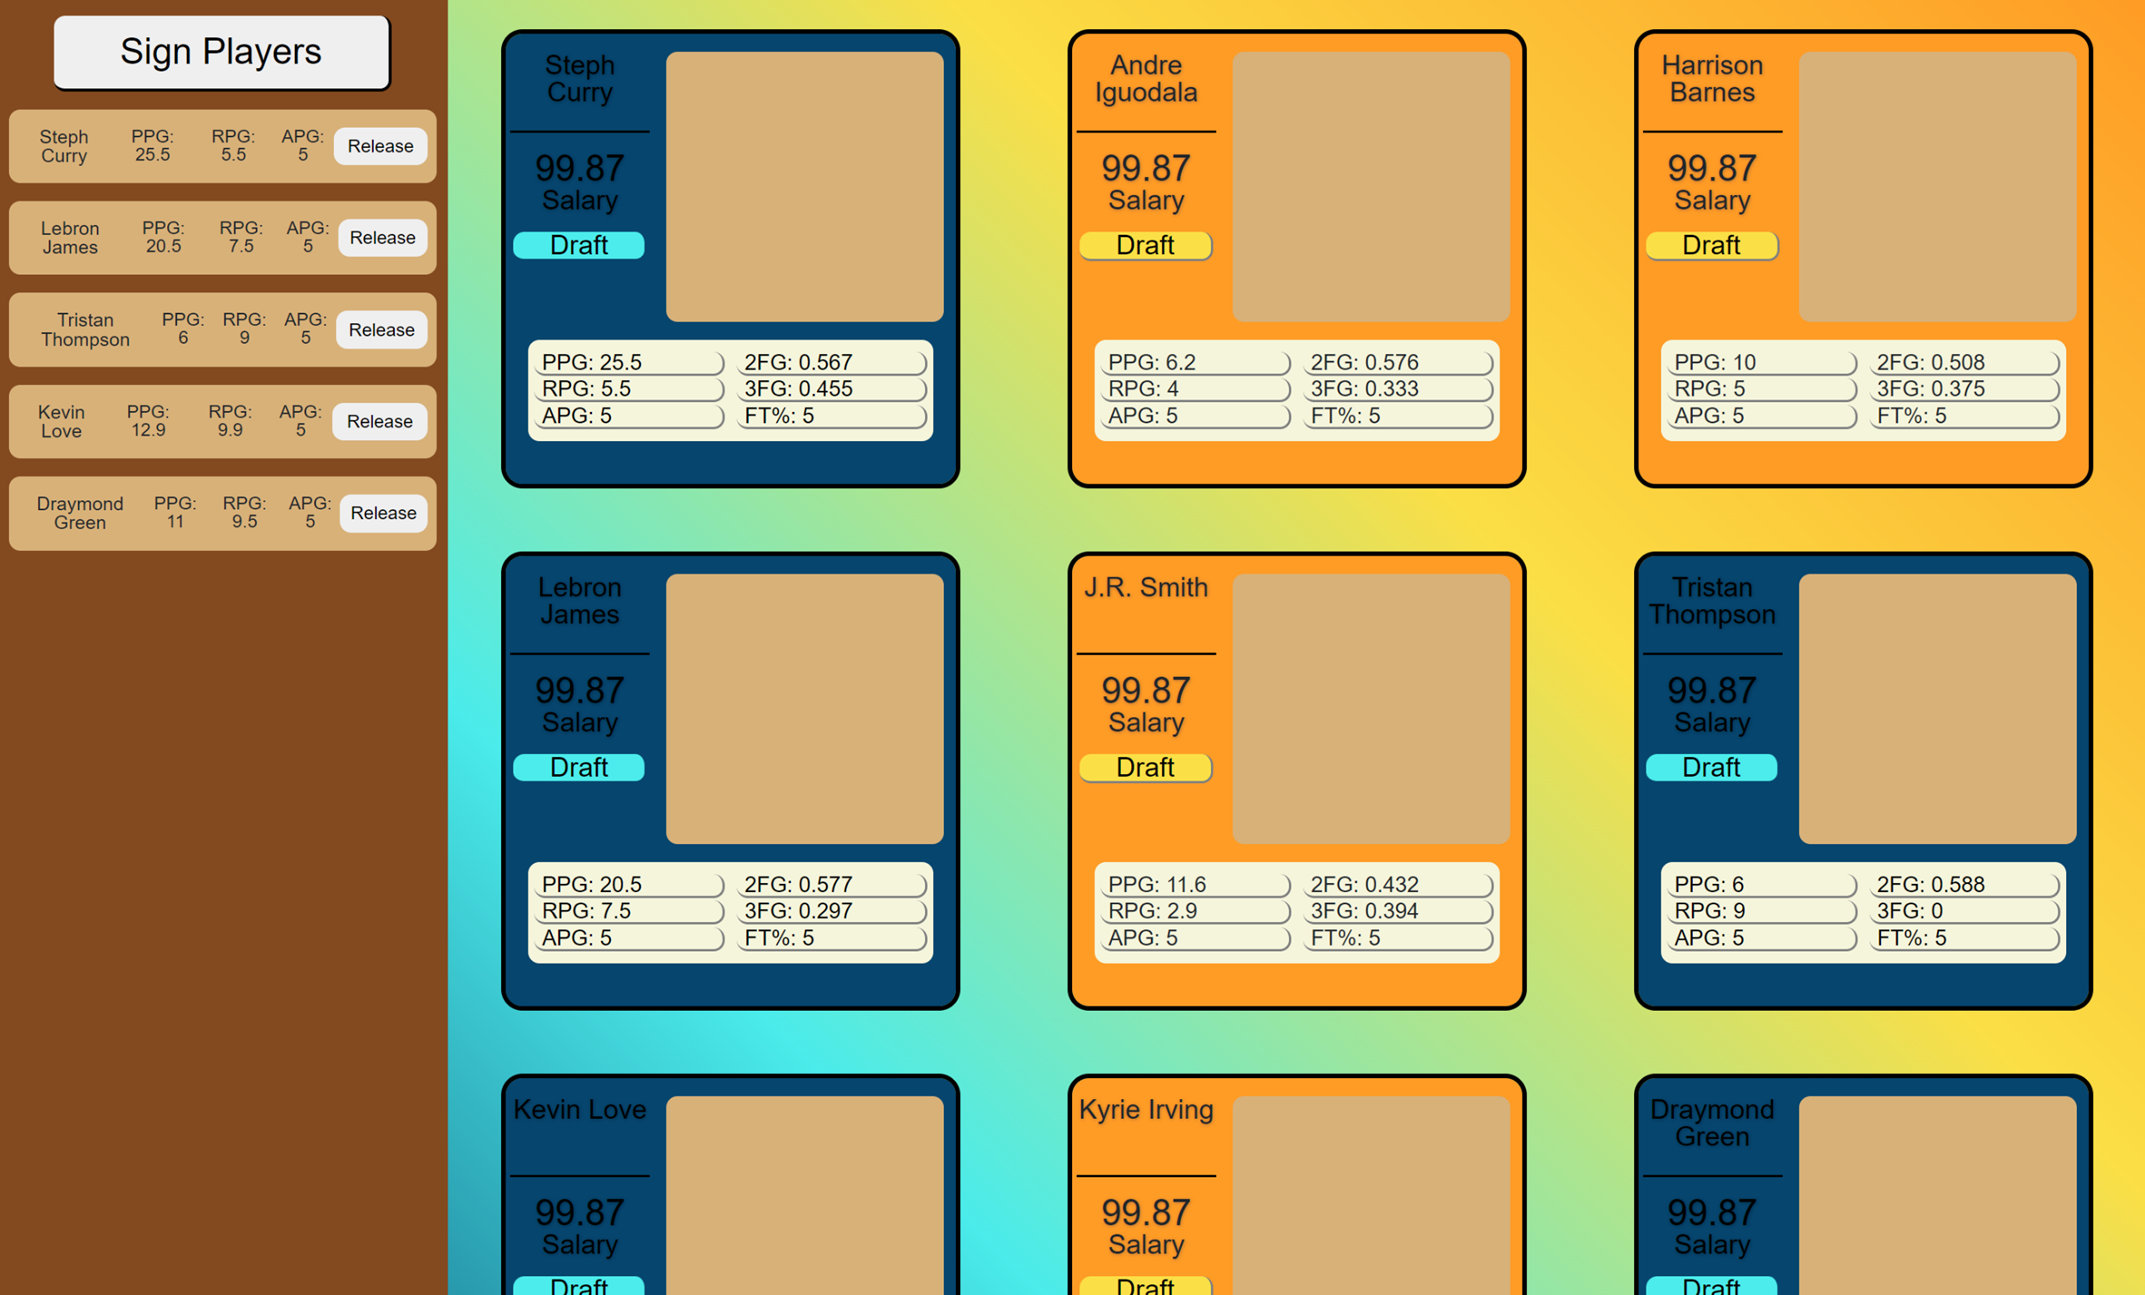 Sign Players
Steph
Curry
PPG:
25.5
RPG:
5.5
APG:
5
Release
Lebron
James
PPG:
20.5
RPG:
7.5
APG:
5
Release
Tristan
Thompson
PPG:
6
RPG:
9
APG:
5
Release
Kevin
Love
PPG:
12.9
RPG:
9.9
APG:
5
Release
Draymond
Green
PPG:
11
RPG:
9.5
APG:
5
Release
Steph
Curry
99.87
Salary
Draft
PPG: 25.5
2FG: 0.567
RPG: 5.5
3FG: 0.455
APG: 5
FT%: 5
Andre
Iguodala
99.87
Salary
Draft
PPG: 6.2
2FG: 0.576
RPG: 4
3FG: 0.333
APG: 5
FT%: 5
Harrison
Barnes
99.87
Salary
Draft
PPG: 10
2FG: 0.508
RPG: 5
3FG: 0.375
APG: 5
FT%: 5
Lebron
James
99.87
Salary
Draft
PPG: 20.5
2FG: 0.577
RPG: 7.5
3FG: 0.297
APG: 5
FT%: 5
J.R. Smith
99.87
Salary
Draft
PPG: 11.6
2FG: 0.432
RPG: 2.9
3FG: 0.394
APG: 5
FT%: 5
Tristan
Thompson
99.87
Salary
Draft
PPG: 6
2FG: 0.588
RPG: 9
3FG: 0
APG: 5
FT%: 5
Kevin Love
99.87
Salary
Draft
Kyrie Irving
99.87
Salary
Draft
Draymond
Green
99.87
Salary
Draft